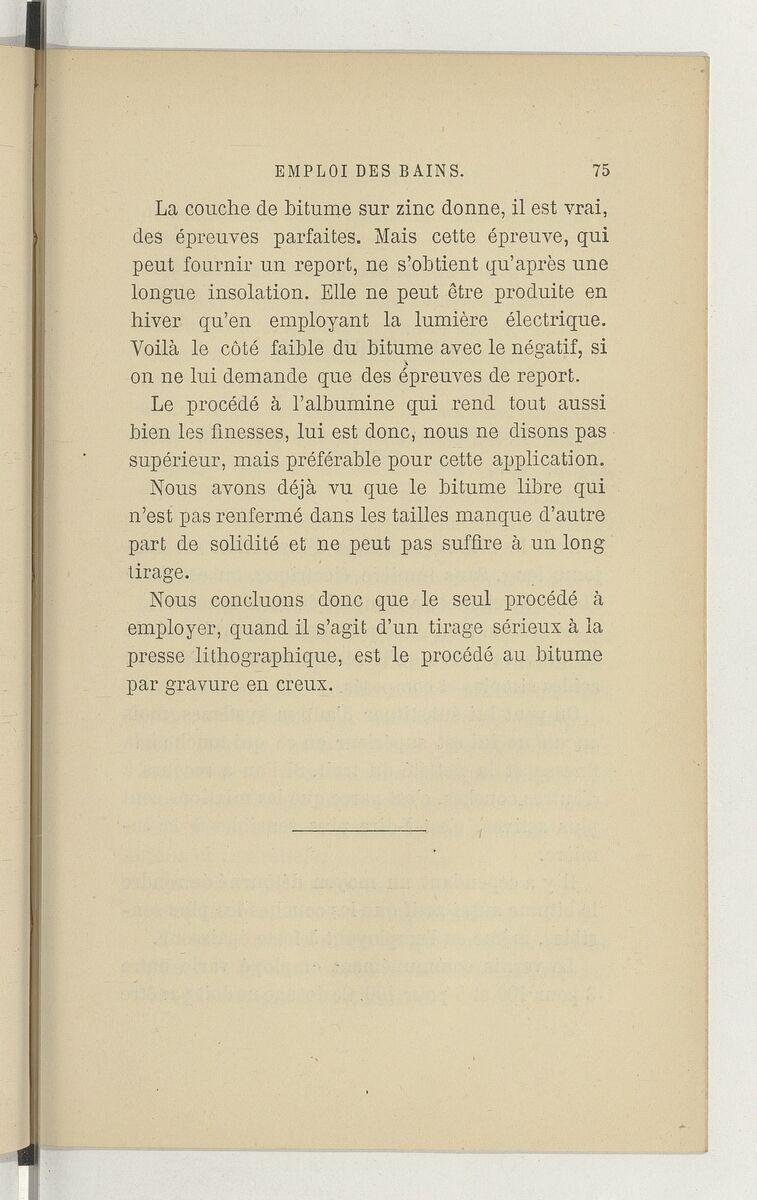 EMPLOI DES BAINS. 75
La couche de bitume sur zinc donne, il est vrai,
des épreuves parfaites. Mais cette épreuve, qui
peut fournir un report, ne s'obtient qu'après une
longue insolation. Elle ne peut être produite en
hiver qu'en employant la lumière électrique.
Voilà le côté faible du bitume avec le négatif, si
on ne lui demande que des épreuves de report.
Le procédé à l'albumine qui rend tout aussi
bien les finesses, lui est donc, nous ne disons pas
supérieur, mais préférable pour cette application.
Nous avons déjà vu que le bitume libre qui
n'est pas renfermé dans les tailles manque d'autre
part de solidité et ne peut pas suffire à un long
tirage.
Nous concluons donc que le seul procédé à
employer, quand il s'agit d'un tirage sérieux à la
presse lithographique, est le procédé au bitume
par gravure en creux.